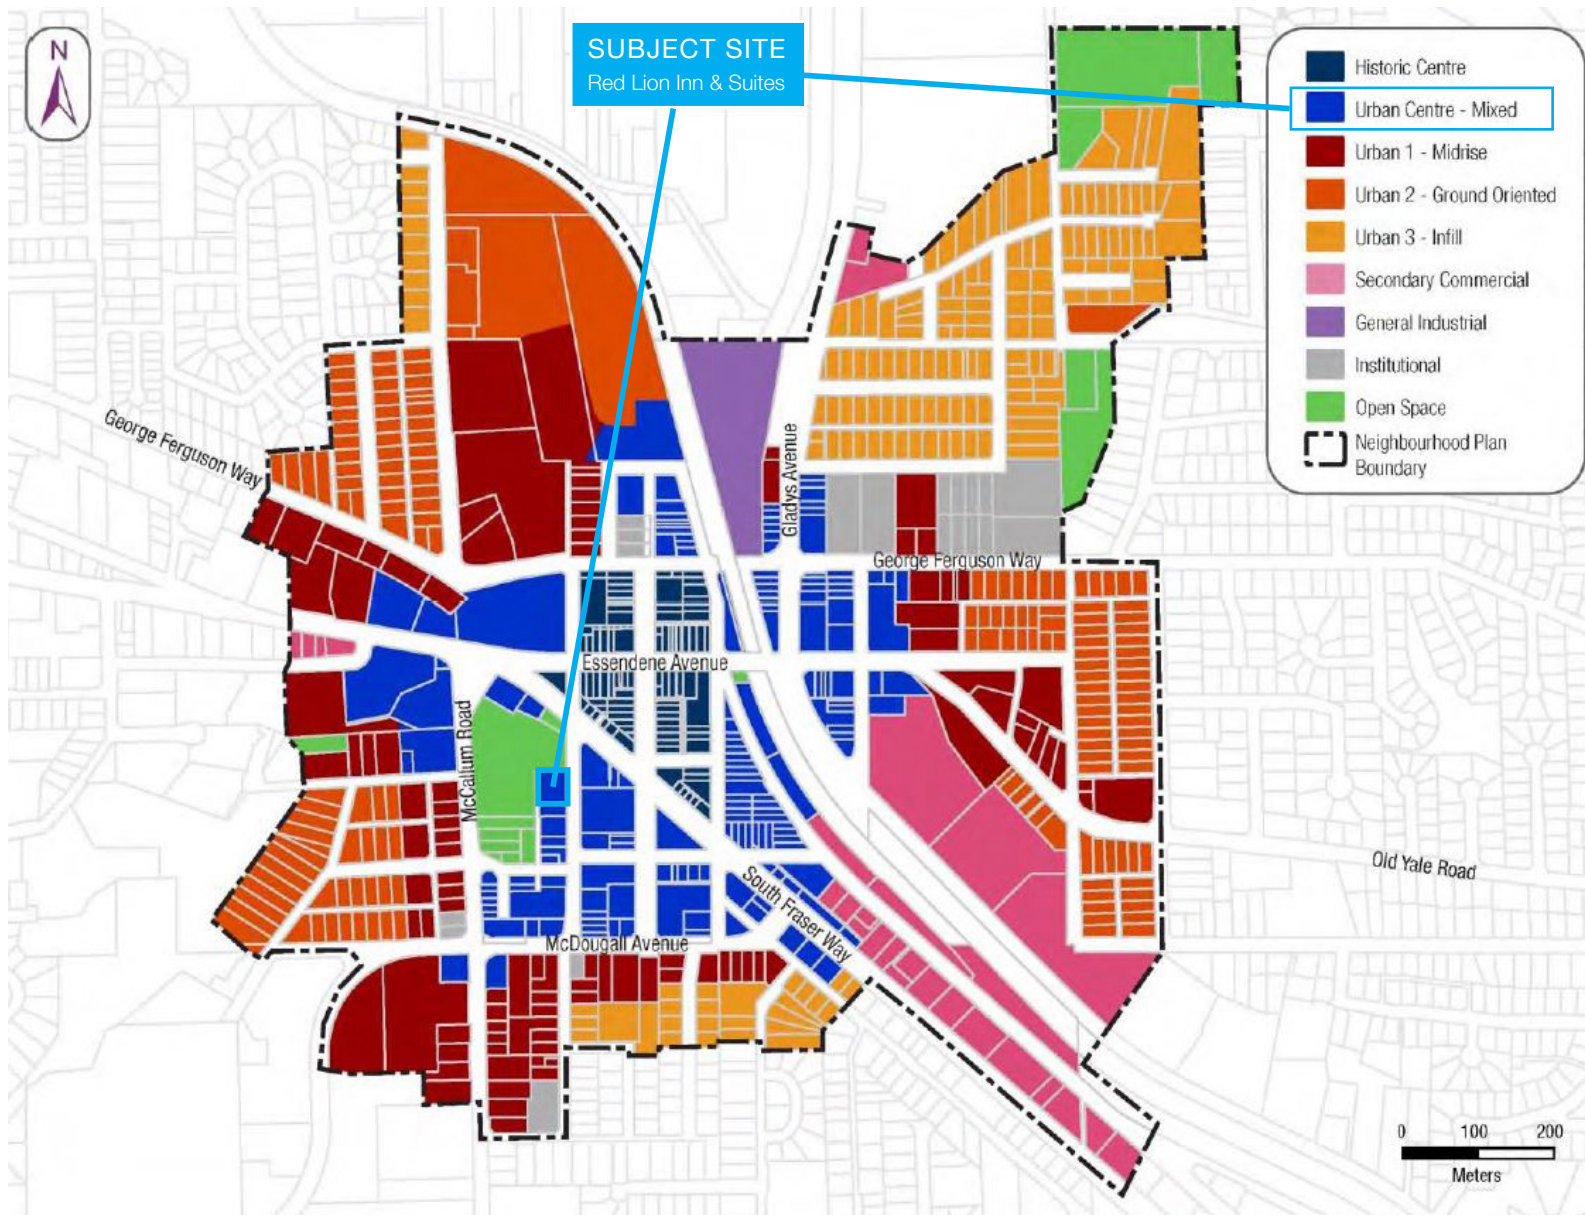 N
SUBJECT SITE
Red Lion Inn & Suites
Historic Centre
Urban Centre - Mixed
Urban 1 - Midrise
Urban 2 - Ground Oriented
Urban 3 - Infill
Secondary Commercial
General Industrial
Institutional
Open Space
Neighbourhood Plan
Boundary
George Ferguson Way
Gladys Avenue
George Ferguson Way
Essendene Avenue
McCallum Road
South Fraser Way
McDougall Avenue
Old Yale Road
0 100 200
Meters